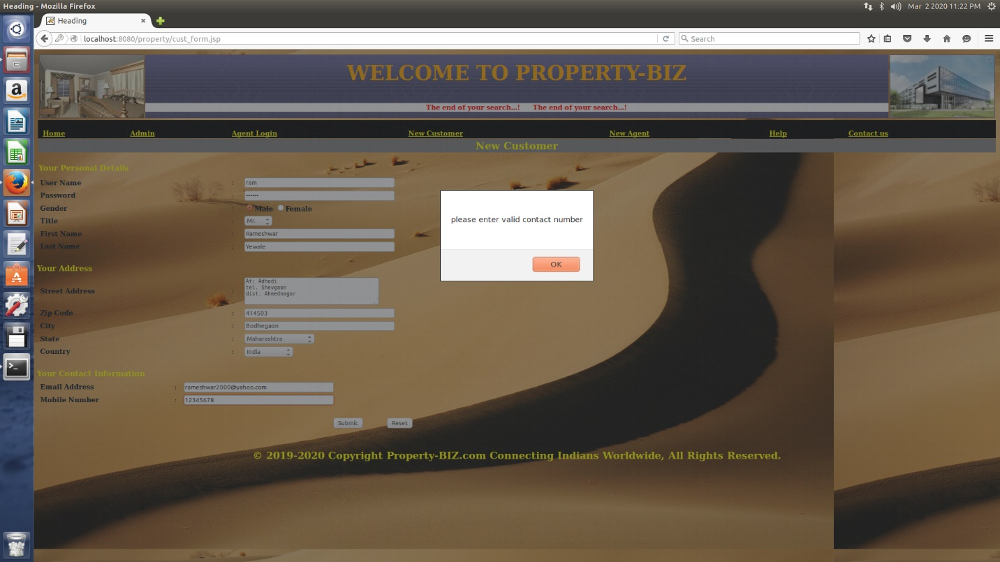 Heading - Mozilla Firefox
Mar 2 2020 11:22 PM
Heading
localhost:8080/property/cust_form.jsp
Search
WELCOME TO PROPERTY-BIZ
The end of your search...! The end of your search...!
Home Admin Agent Login New Customer New Agent Help Contact us
New Customer
Your Personal Details
User Name : ram
Password : ••••••
Gender : Male Female
Title : Mr.
First Name : Rameshwar
Last Name : Yewale
please enter valid contact number
OK
Your Address
Street Address : At: Adhodi
tel. Shevgaon
dist. Ahmednagar
Zip Code : 414503
City : Bodhegaon
State : Maharashtra
Country : India
Your Contact Information
Email Address : rameshwar2000@yahoo.com
Mobile Number : 12345678
Submit Reset
© 2019-2020 Copyright Property-BIZ.com Connecting Indians Worldwide, All Rights Reserved.